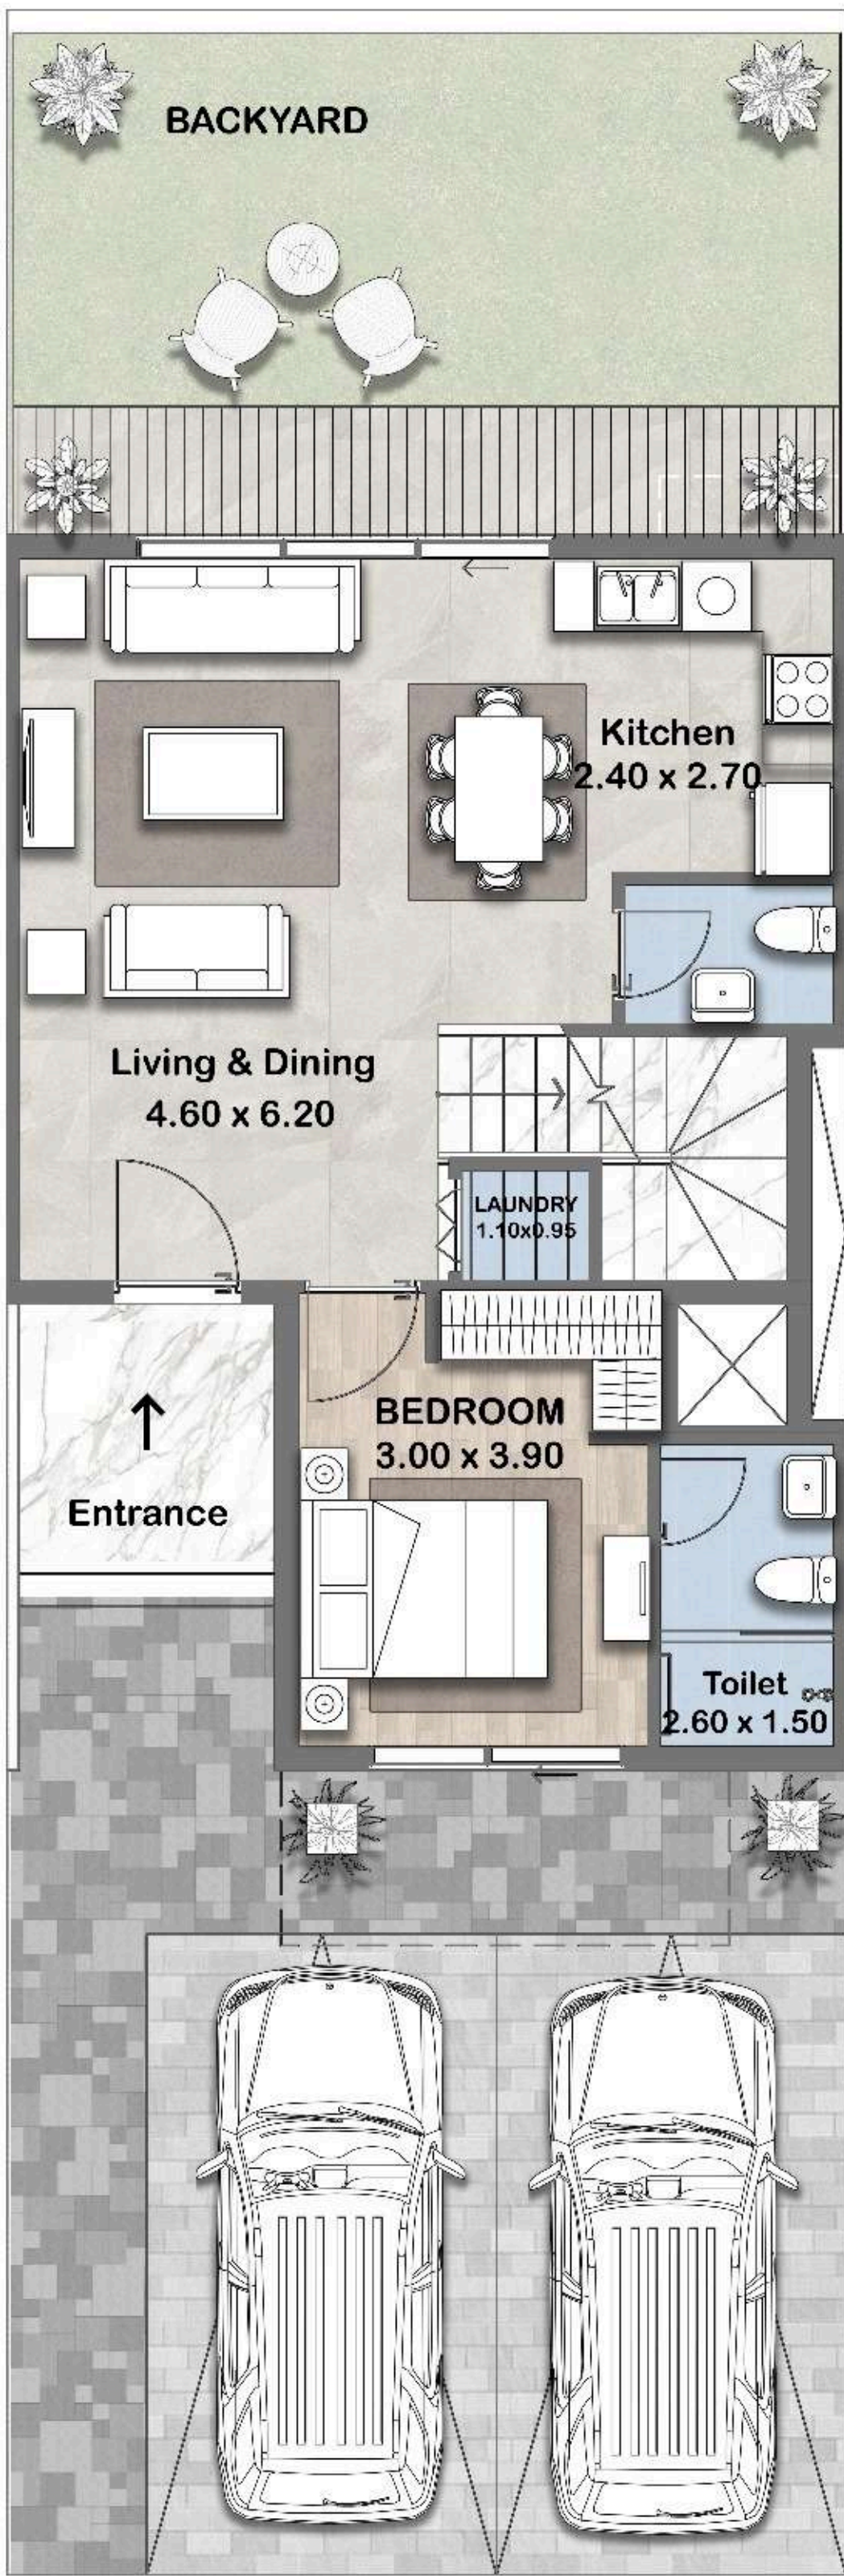 BACKYARD
Kitchen
2.40 x 2.70
Living & Dining
4.60 x 6.20
LAUNDRY
1.10x0.95
BEDROOM
3.00 x 3.90
Entrance
Toilet
2.60 x 1.50